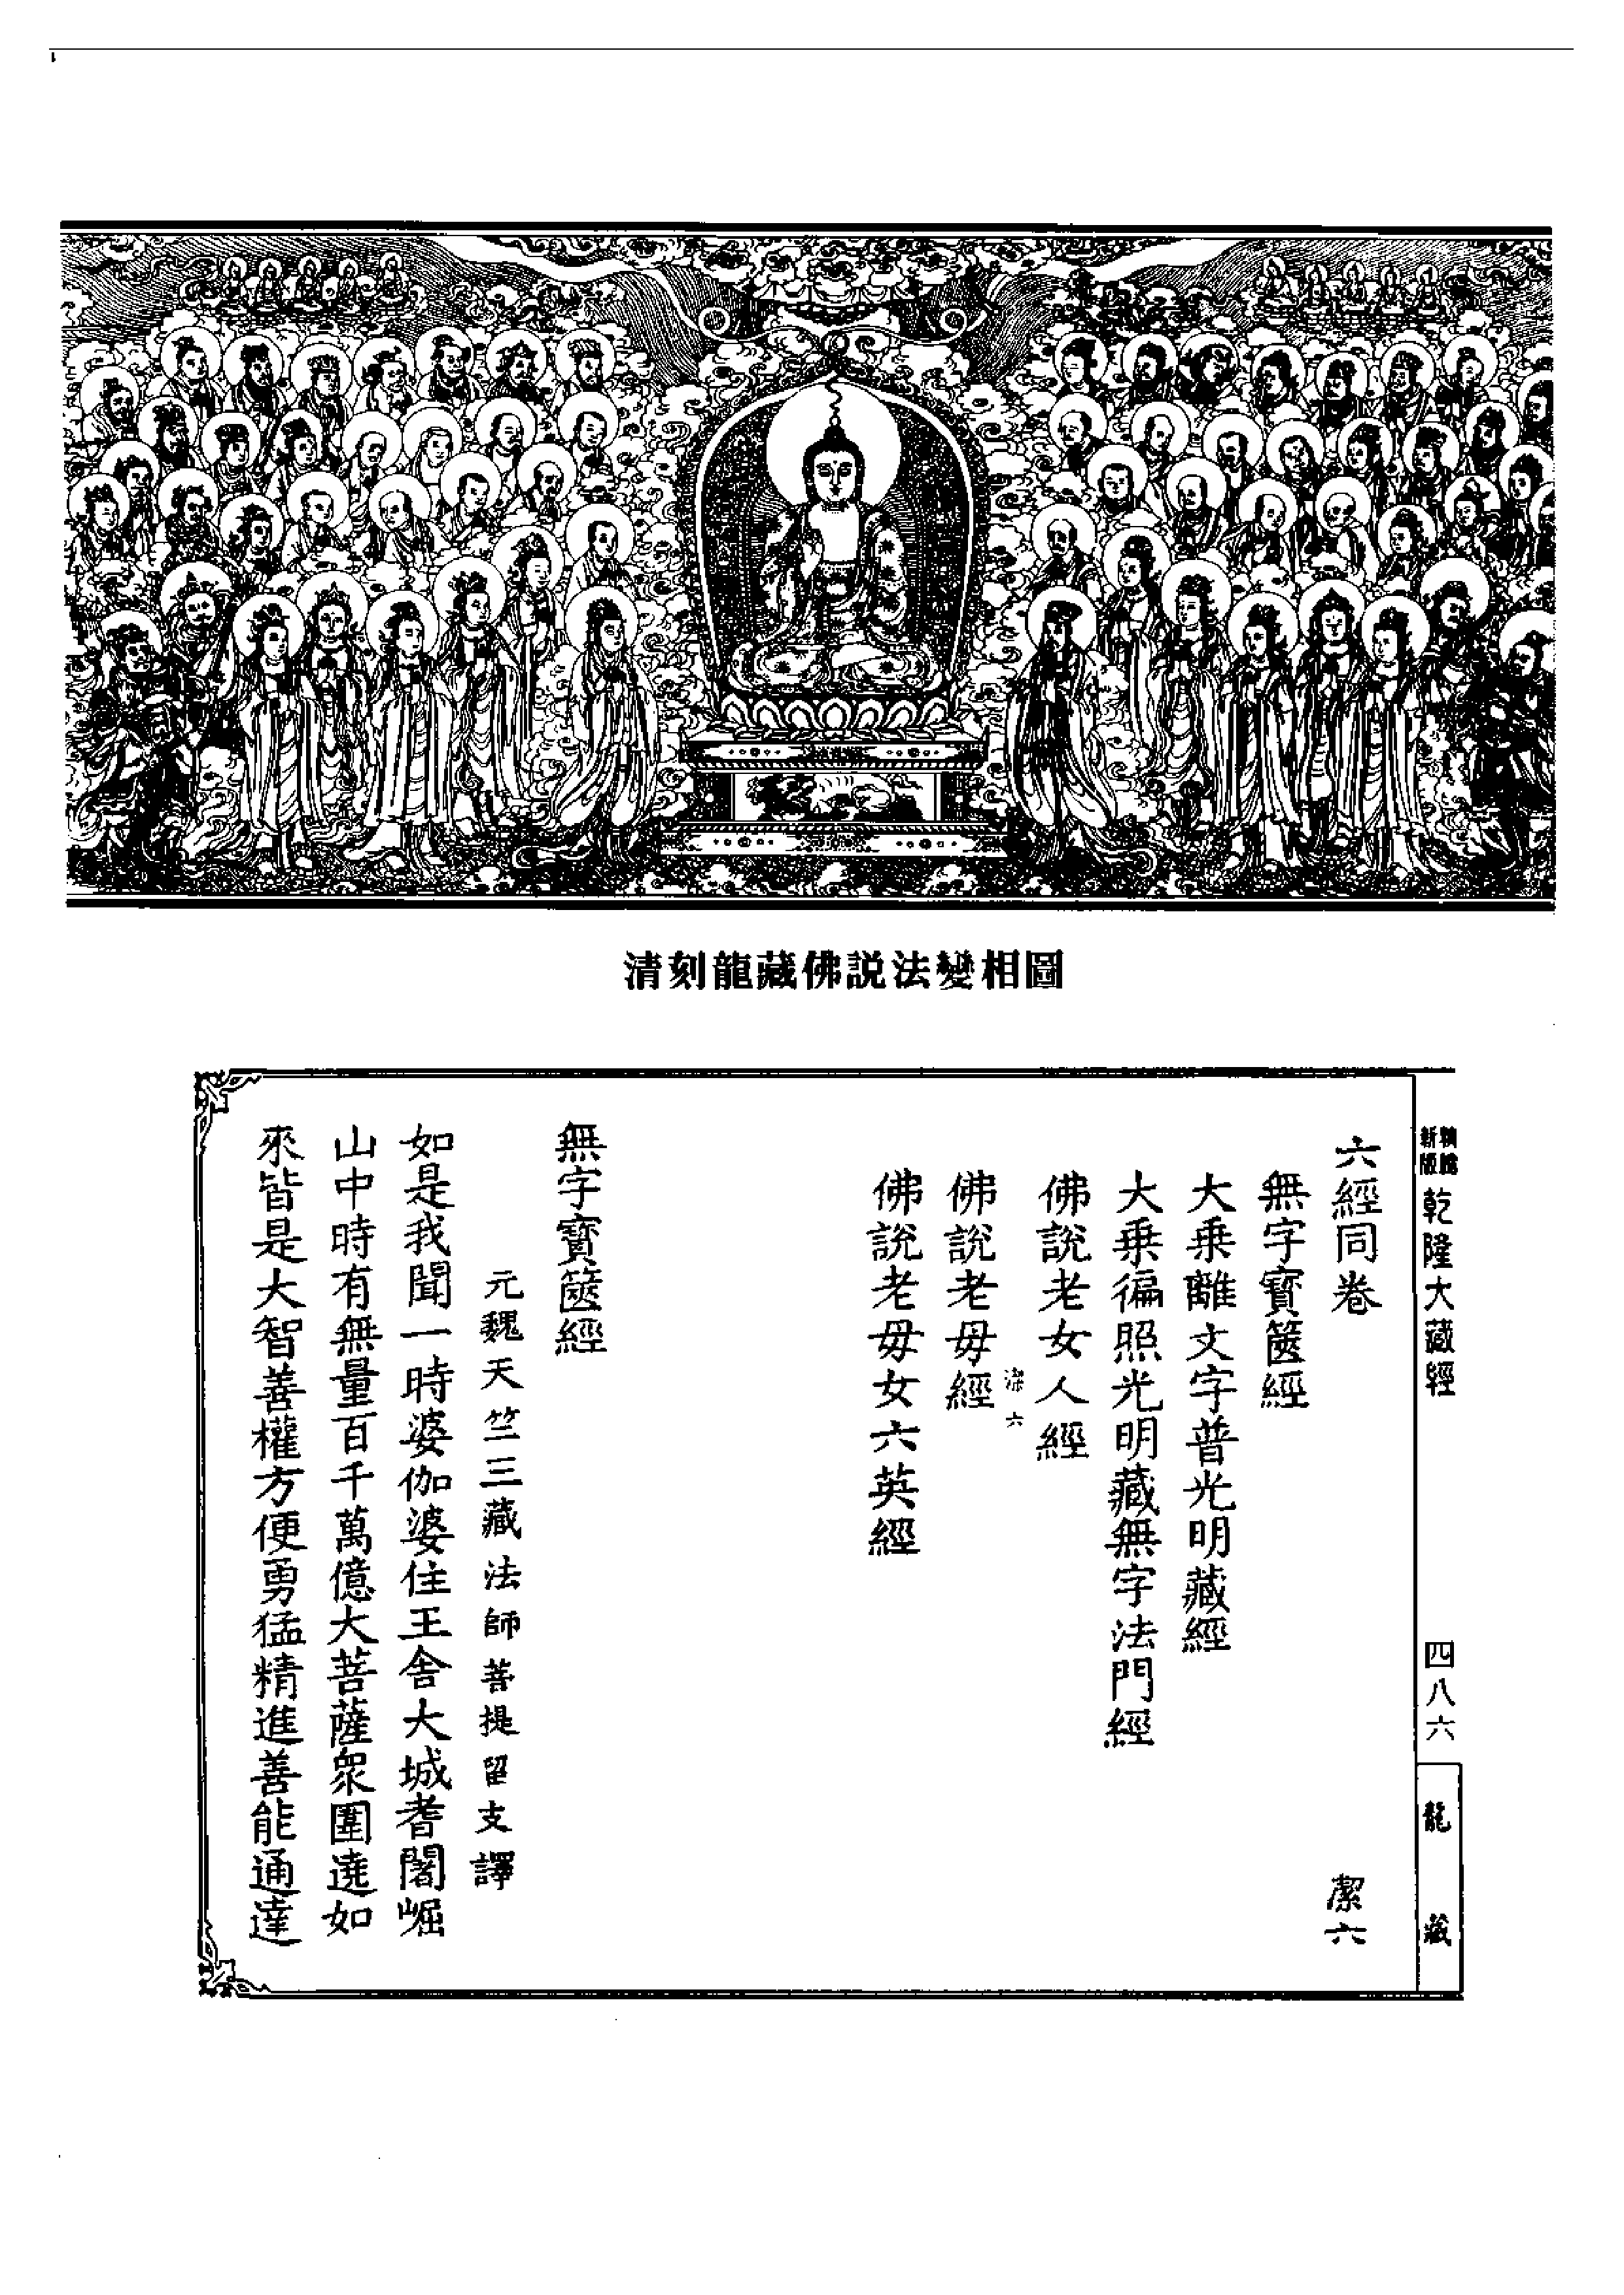 清刻龍藏佛説法變相圖
新版
乾隆大藏經
四八六
龍藏
六經同卷
潔六
無字寶篋經
大乘離文字普光明藏經
大乘徧照光明藏無字法門經
佛說老女人經
潔六
佛說老母經
佛說老母女六英經
無字寶篋經
元魏天竺三藏法師菩提留支譯
如是我聞一時婆伽婆住王舍大城耆闍崛
山中時有無量百千萬億大菩薩眾圍遶如
來皆是大智善權方便勇猛精進善能通達